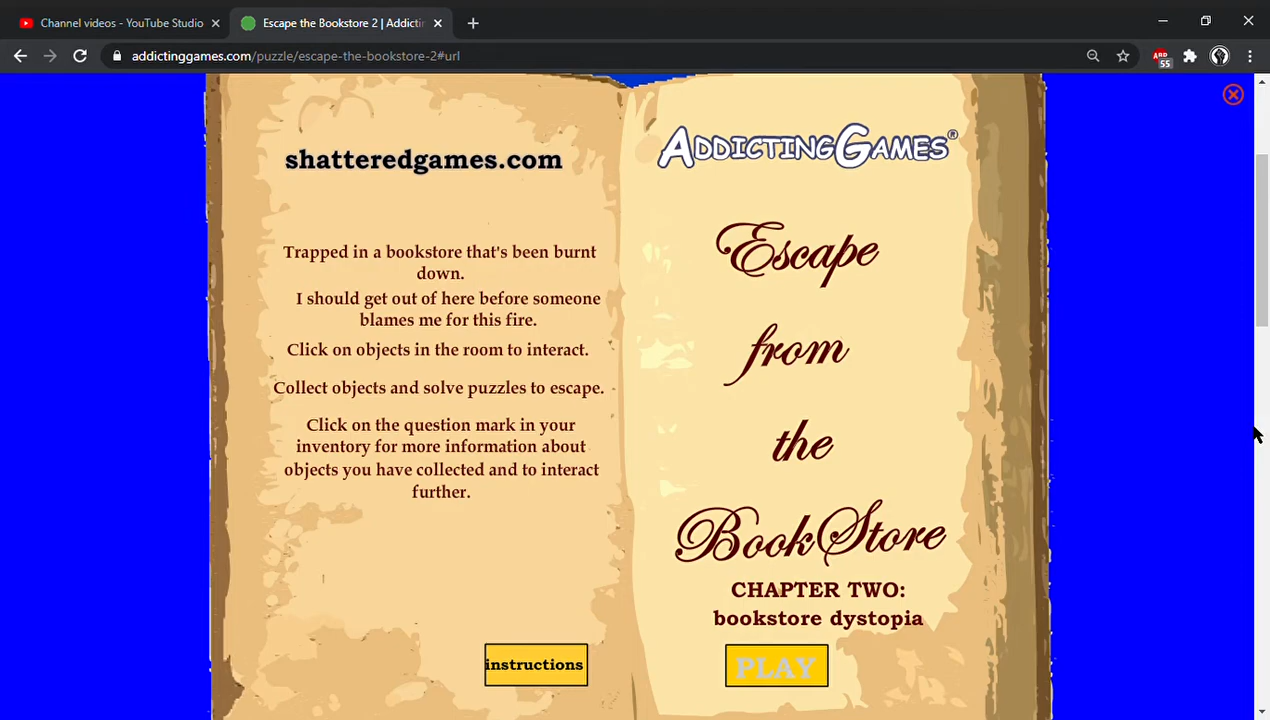 Channel videos - YouTube Studio
Escape the Bookstore 2 | Addicti
addictinggames.com/puzzle/escape-the-bookstore-2#url
55
shatteredgames.com
Trapped in a bookstore that's been burnt
down.
I should get out of here before someone
blames me for this fire.
Click on objects in the room to interact.
Collect objects and solve puzzles to escape.
Click on the question mark in your
inventory for more information about
objects you have collected and to interact
further.
instructions
ADDICTINGGAMES®
Escape
from
the
BookStore
CHAPTER TWO:
bookstore dystopia
PLAY